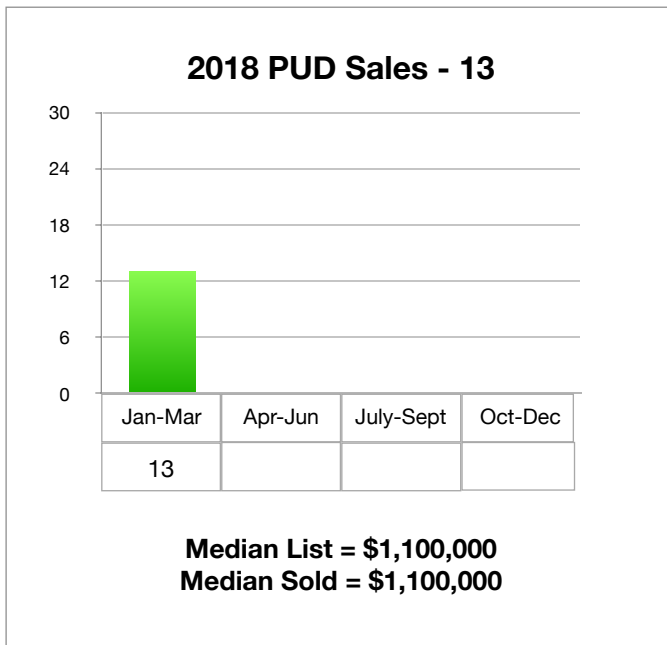 2018 PUD Sales - 13
30
24
18
12
6
0
Jan-Mar Apr-Jun July-Sept Oct-Dec
13
Median List = $1,100,000
Median Sold = $1,100,000